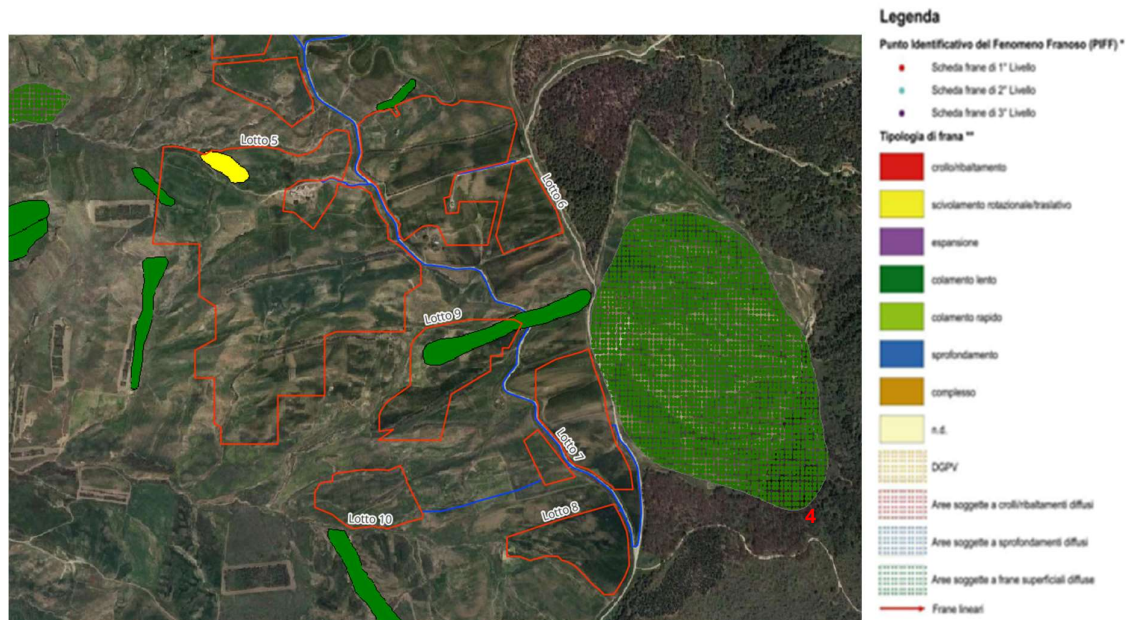 Legenda
Punto Identificativo del Fenomeno Franoso (PIFF) *
Scheda frane di 1° Livello
Scheda frane di 2° Livello
Scheda frane di 3° Livello
Tipologia di frana **
crollo/ribaltamento
scivolamento rotazionale/traslativo
espansione
colamento lento
colamento rapido
sprofondamento
complesso
n.d.
DGPV
Aree soggette a crolli/ribaltamenti diffusi
Aree soggette a sprofondamenti diffusi
Aree soggette a frane superficiali diffuse
Frane lineari
Lotto 5
Lotto 6
Lotto 9
Lotto 7
Lotto 8
Lotto 10
4